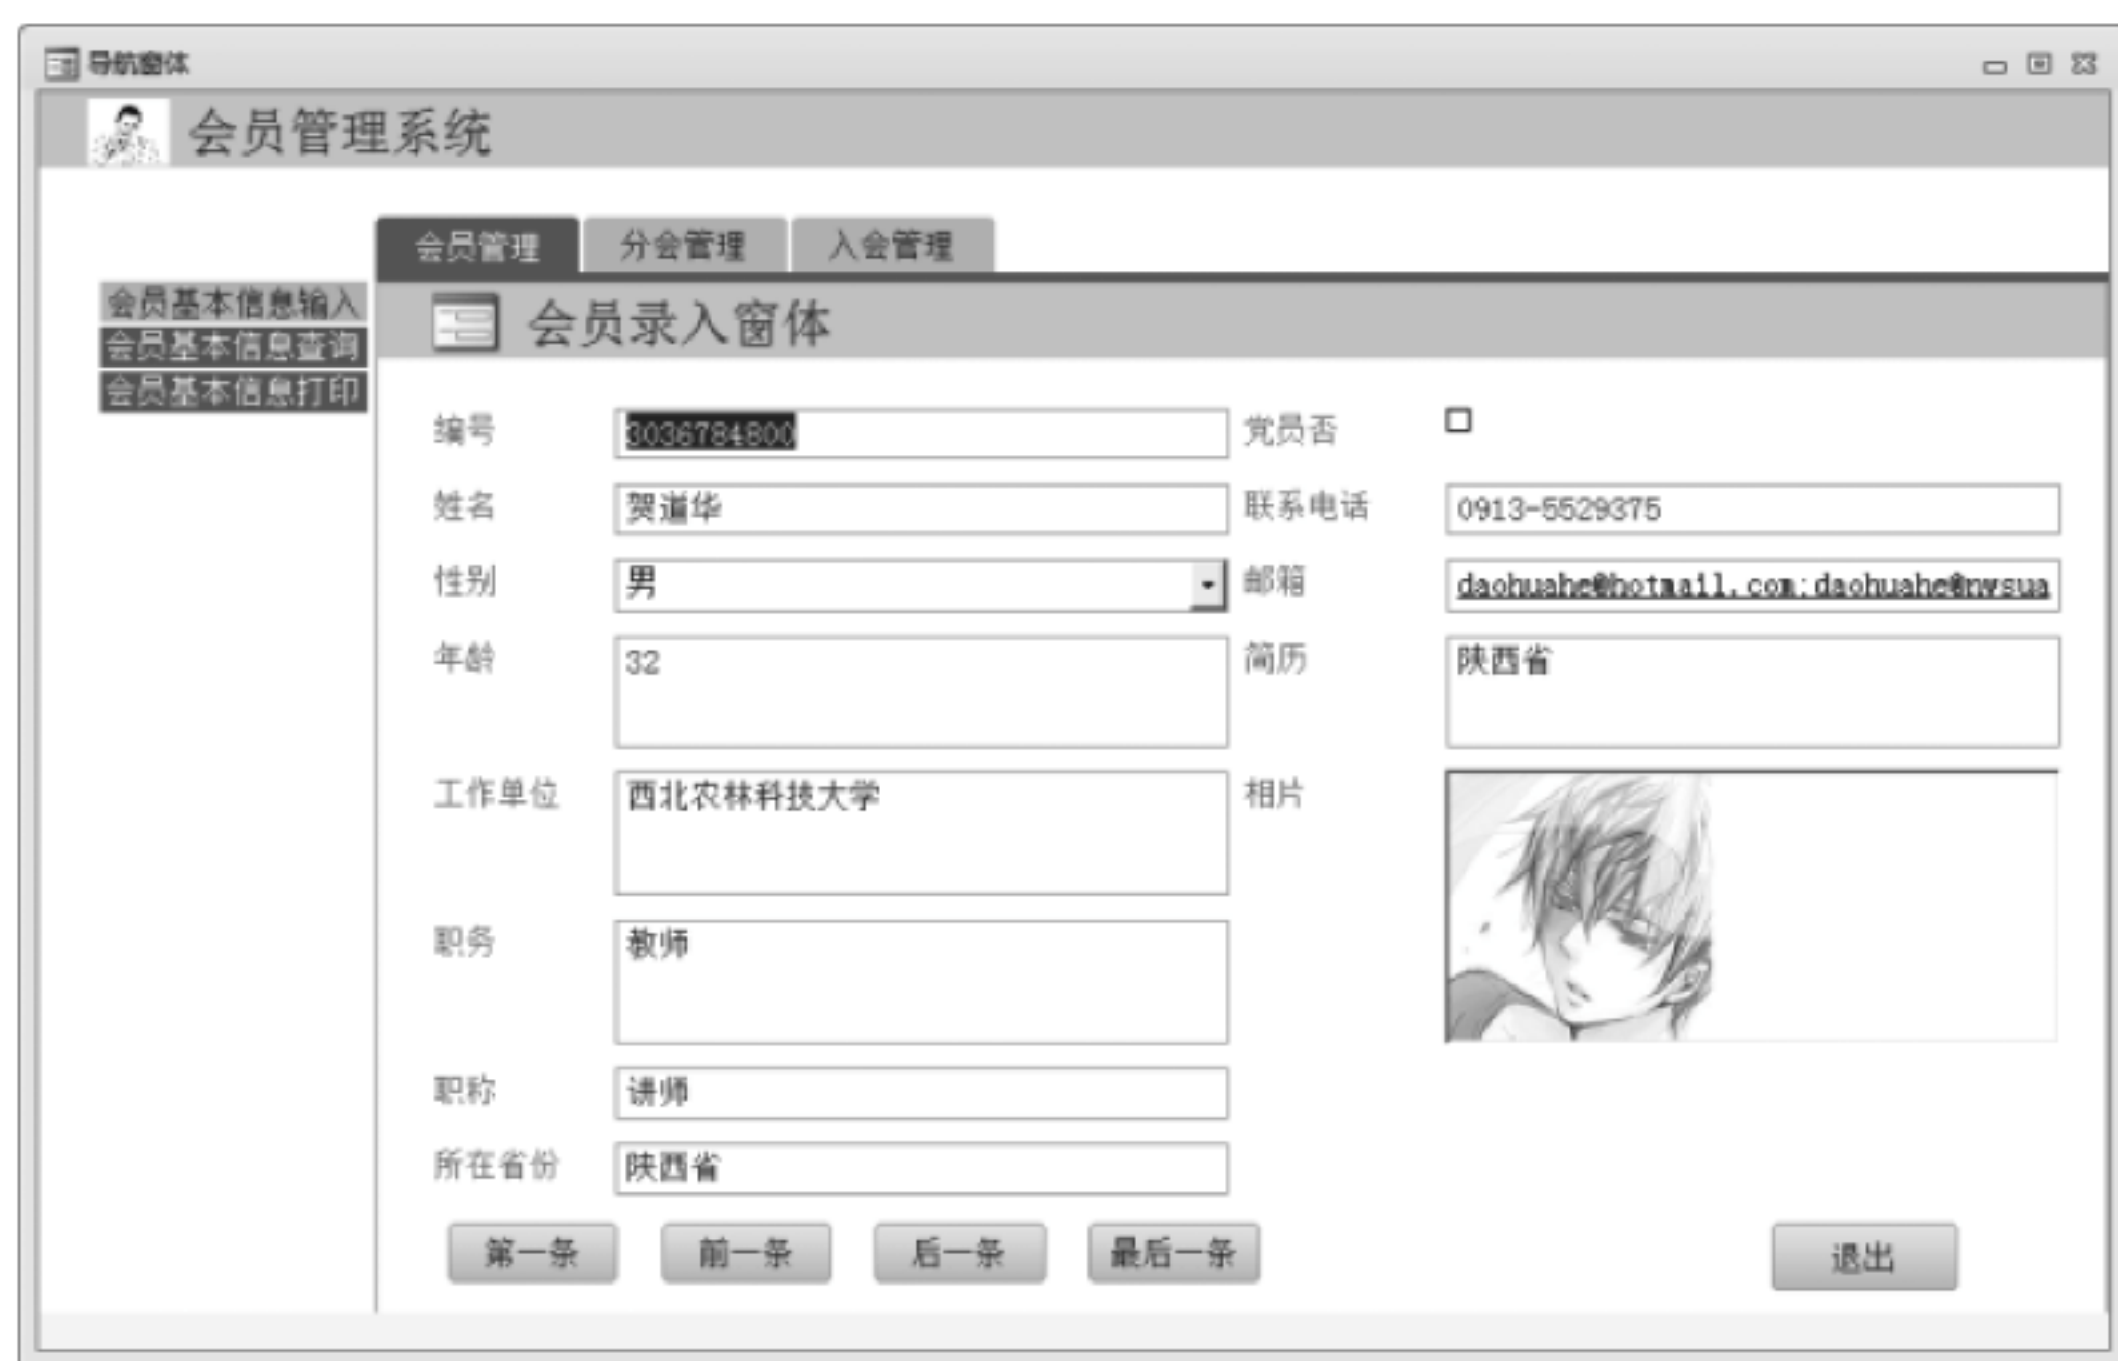 导航窗体
会员管理系统
会员管理 分会管理 入会管理
会员基本信息输入
会员基本信息查询
会员基本信息打印
会员录入窗体
编号 3036784800 党员否
姓名 贺道华 联系电话 0913-5529375
性别 男 邮箱 daohuahe@hotmail.com;daohuahe@nwsua
年龄 32 简历 陕西省
工作单位 西北农林科技大学 相片
职务 教师
职称 讲师
所在省份 陕西省
第一条 前一条 后一条 最后一条 退出